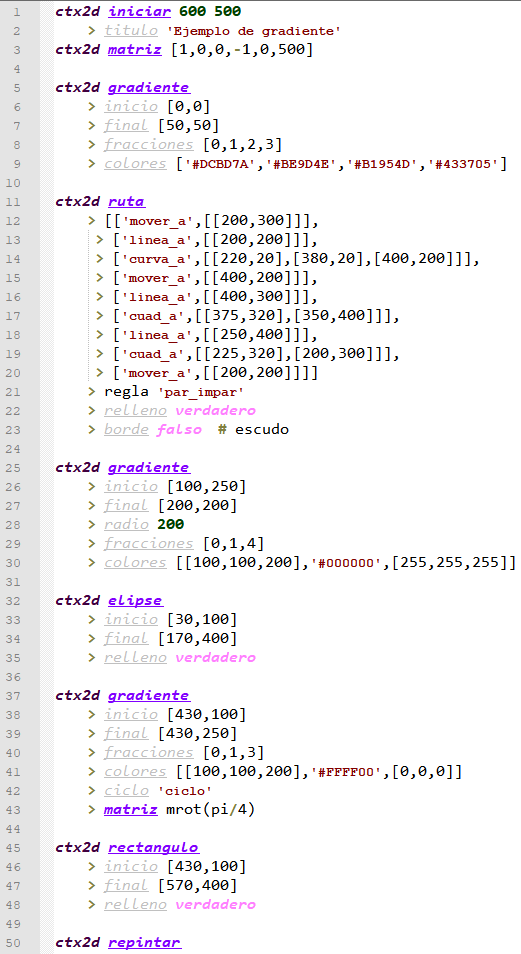 1 ctx2d iniciar 600 500
2 > titulo 'Ejemplo de gradiente'
3 ctx2d matriz [1,0,0,-1,0,500]
4
5 ctx2d gradiente
6 > inicio [0,0]
7 > final [50,50]
8 > fracciones [0,1,2,3]
9 > colores ['#DCBD7A','#BE9D4E','#B1954D','#433705']
10
11 ctx2d ruta
12 > [['mover_a',[[200,300]]],
13 > ['linea_a',[[200,200]]],
14 > ['curva_a',[[220,20],[380,20],[400,200]]],
15 > ['mover_a',[[400,200]]],
16 > ['linea_a',[[400,300]]],
17 > ['cuad_a',[[375,320],[350,400]]],
18 > ['linea_a',[[250,400]]],
19 > ['cuad_a',[[225,320],[200,300]]],
20 > ['mover_a',[[200,200]]]]
21 > regla 'par_impar'
22 > relleno verdadero
23 > borde falso # escudo
24
25 ctx2d gradiente
26 > inicio [100,250]
27 > final [200,200]
28 > radio 200
29 > fracciones [0,1,4]
30 > colores [[100,100,200],'#000000',[255,255,255]]
31
32 ctx2d elipse
33 > inicio [30,100]
34 > final [170,400]
35 > relleno verdadero
36
37 ctx2d gradiente
38 > inicio [430,100]
39 > final [430,250]
40 > fracciones [0,1,3]
41 > colores [[100,100,200],'#FFFF00',[0,0,0]]
42 > ciclo 'ciclo'
43 > matriz mrot(pi/4)
44
45 ctx2d rectangulo
46 > inicio [430,100]
47 > final [570,400]
48 > relleno verdadero
49
50 ctx2d repintar